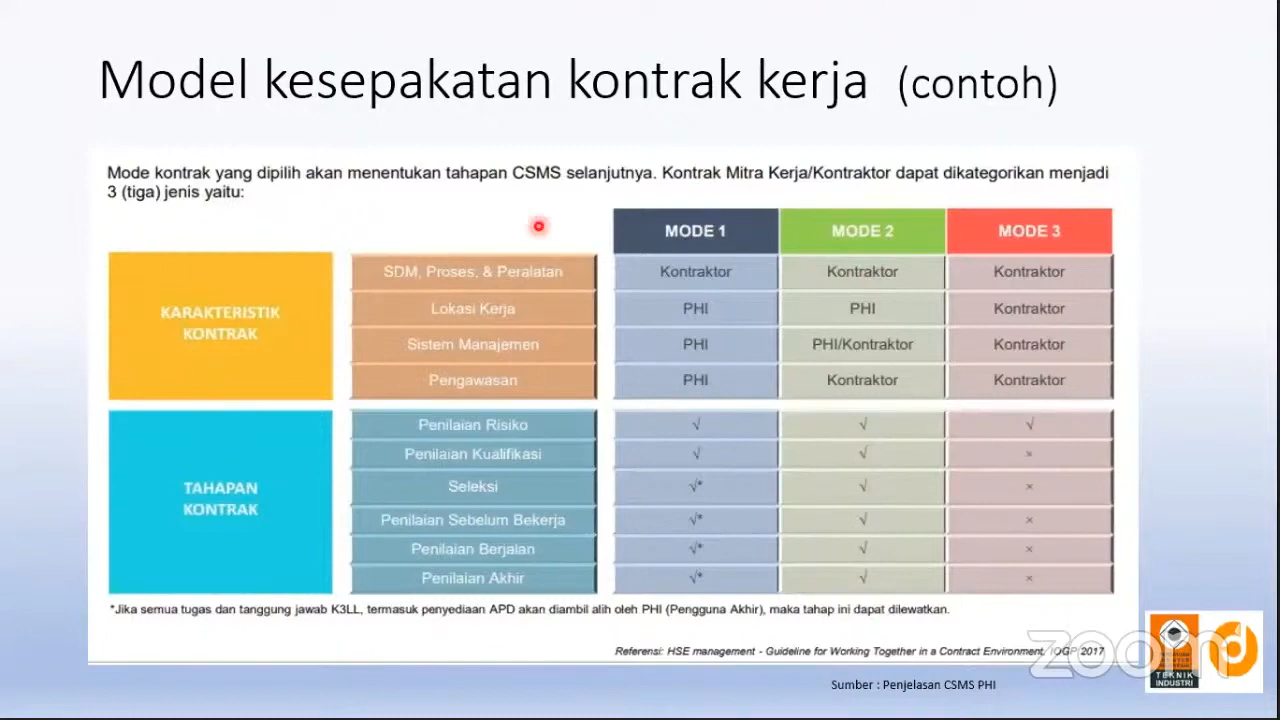 Model kesepakatan kontrak kerja (contoh)
Mode kontrak yang dipilih akan menentukan tahapan CSMS selanjutnya. Kontrak Mitra Kerja/Kontraktor dapat dikategorikan menjadi
3 (tiga) jenis yaitu:
MODE 1 MODE 2 MODE 3
KARAKTERISTIK
KONTRAK
SDM, Proses, & Peralatan Kontraktor Kontraktor Kontraktor
Lokasi Kerja PHI PHI Kontraktor
Sistem Manajemen PHI PHI/Kontraktor Kontraktor
Pengawasan PHI Kontraktor Kontraktor
TAHAPAN
KONTRAK
Penilaian Risiko √ √ √
Penilaian Kualifikasi √ √ ×
Seleksi √* √ ×
Penilaian Sebelum Bekerja √* √ ×
Penilaian Berjalan √* √ ×
Penilaian Akhir √* √ ×
*Jika semua tugas dan tanggung jawab K3LL, termasuk penyediaan APD akan diambil alih oleh PHI (Pengguna Akhir), maka tahap ini dapat dilewatkan.
Referensi: HSE management - Guideline for Working Together in a Contract Environment, IOGP 2017
Sumber : Penjelasan CSMS PHI
zoom
TEKNIK
INDUSTRI